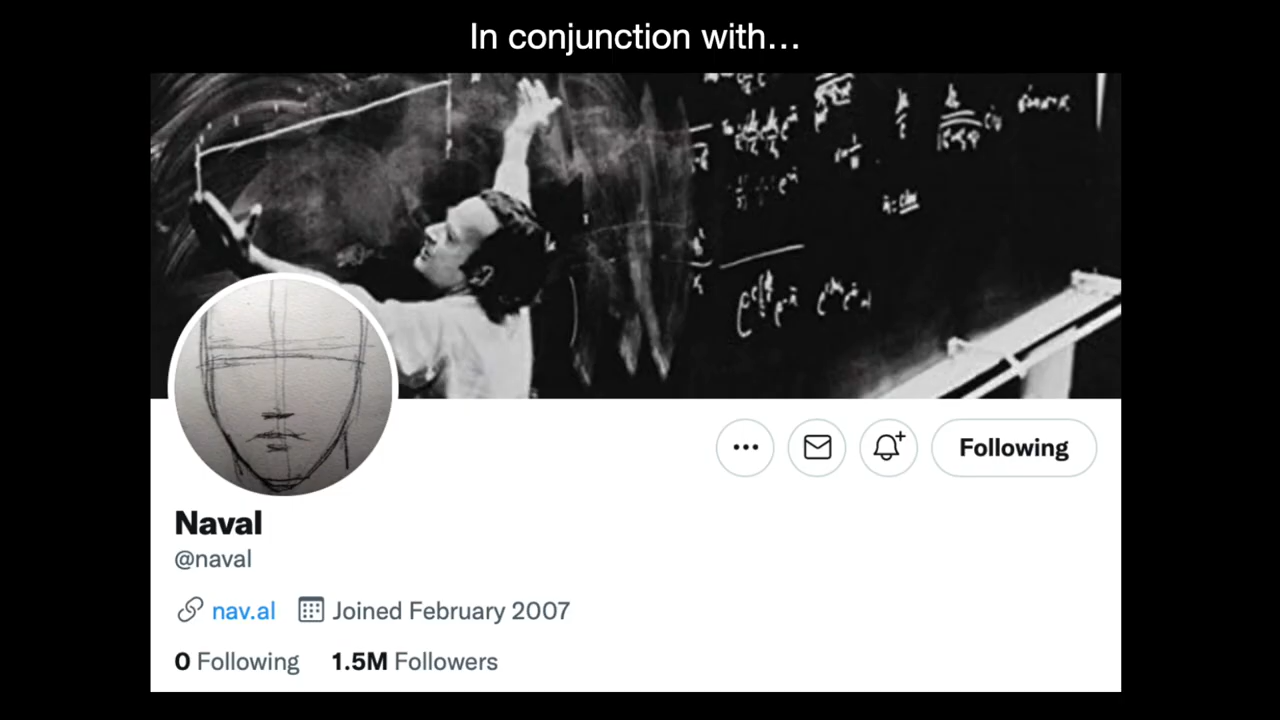 In conjunction with...
Following
Naval
@naval
nav.al Joined February 2007
0 Following 1.5M Followers